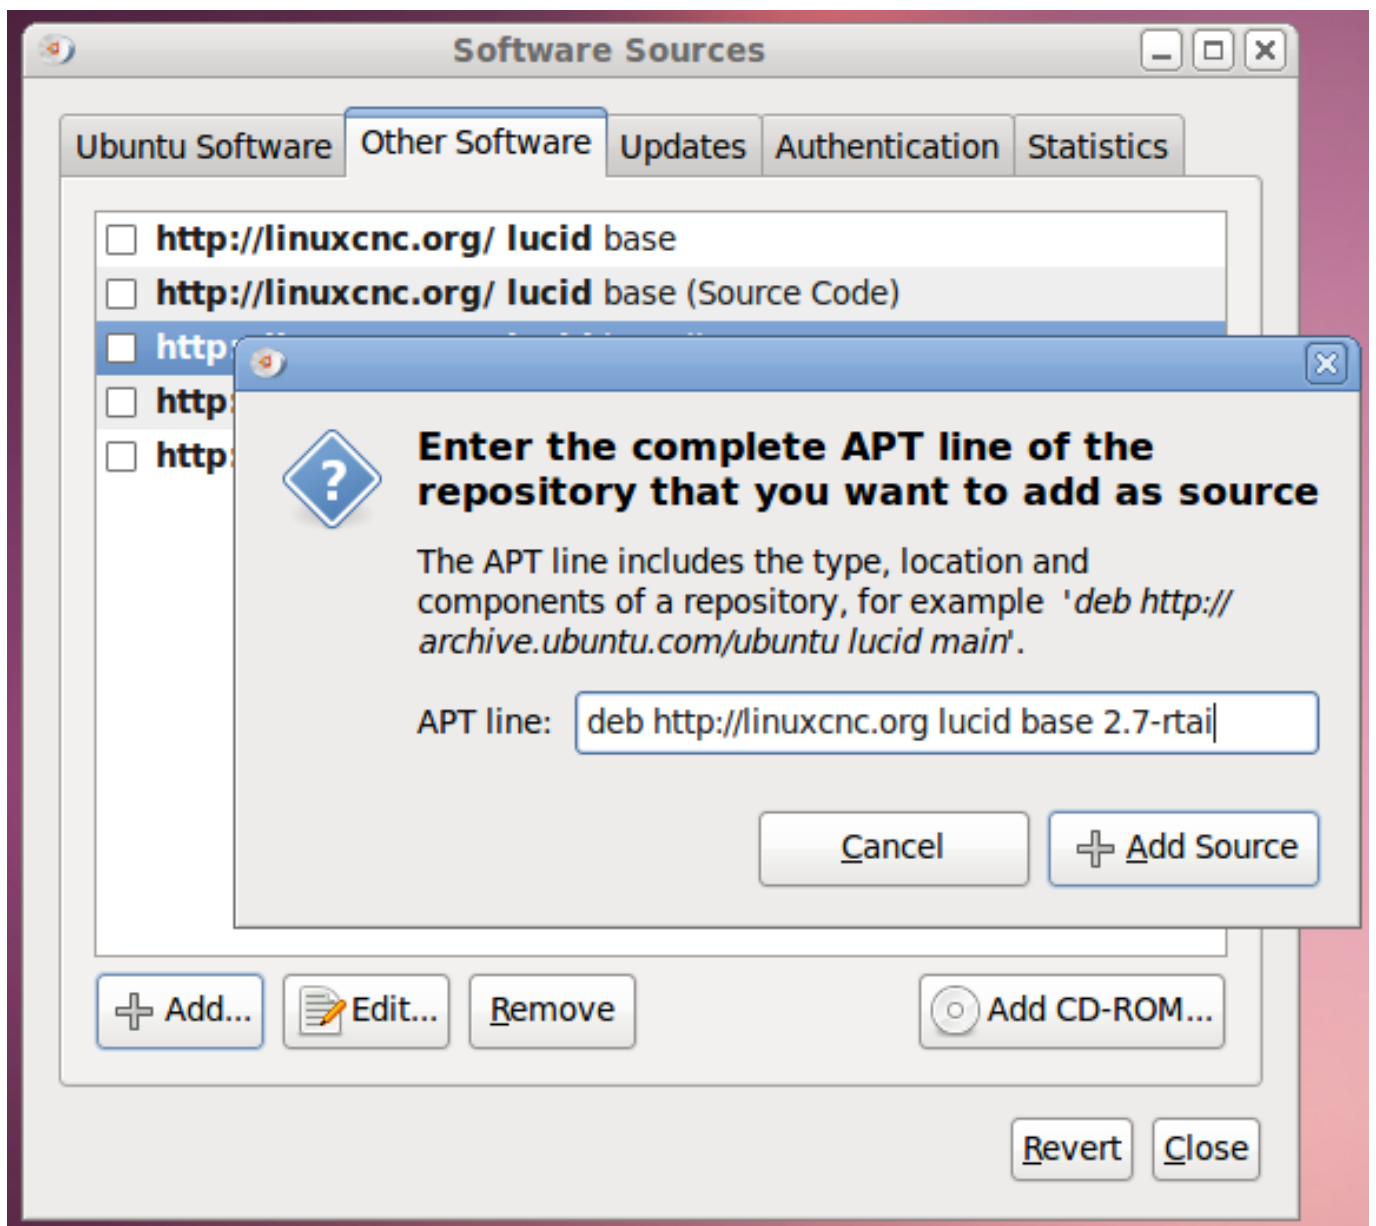 Software Sources
Ubuntu Software Other Software Updates Authentication Statistics
http://linuxcnc.org/ lucid base
http://linuxcnc.org/ lucid base (Source Code)
http:
http:
http:
Enter the complete APT line of the
repository that you want to add as source
The APT line includes the type, location and
components of a repository, for example 'deb http://
archive.ubuntu.com/ubuntu lucid main'.
APT line: deb http://linuxcnc.org lucid base 2.7-rtai
Cancel Add Source
Add... Edit... Remove Add CD-ROM...
Revert Close